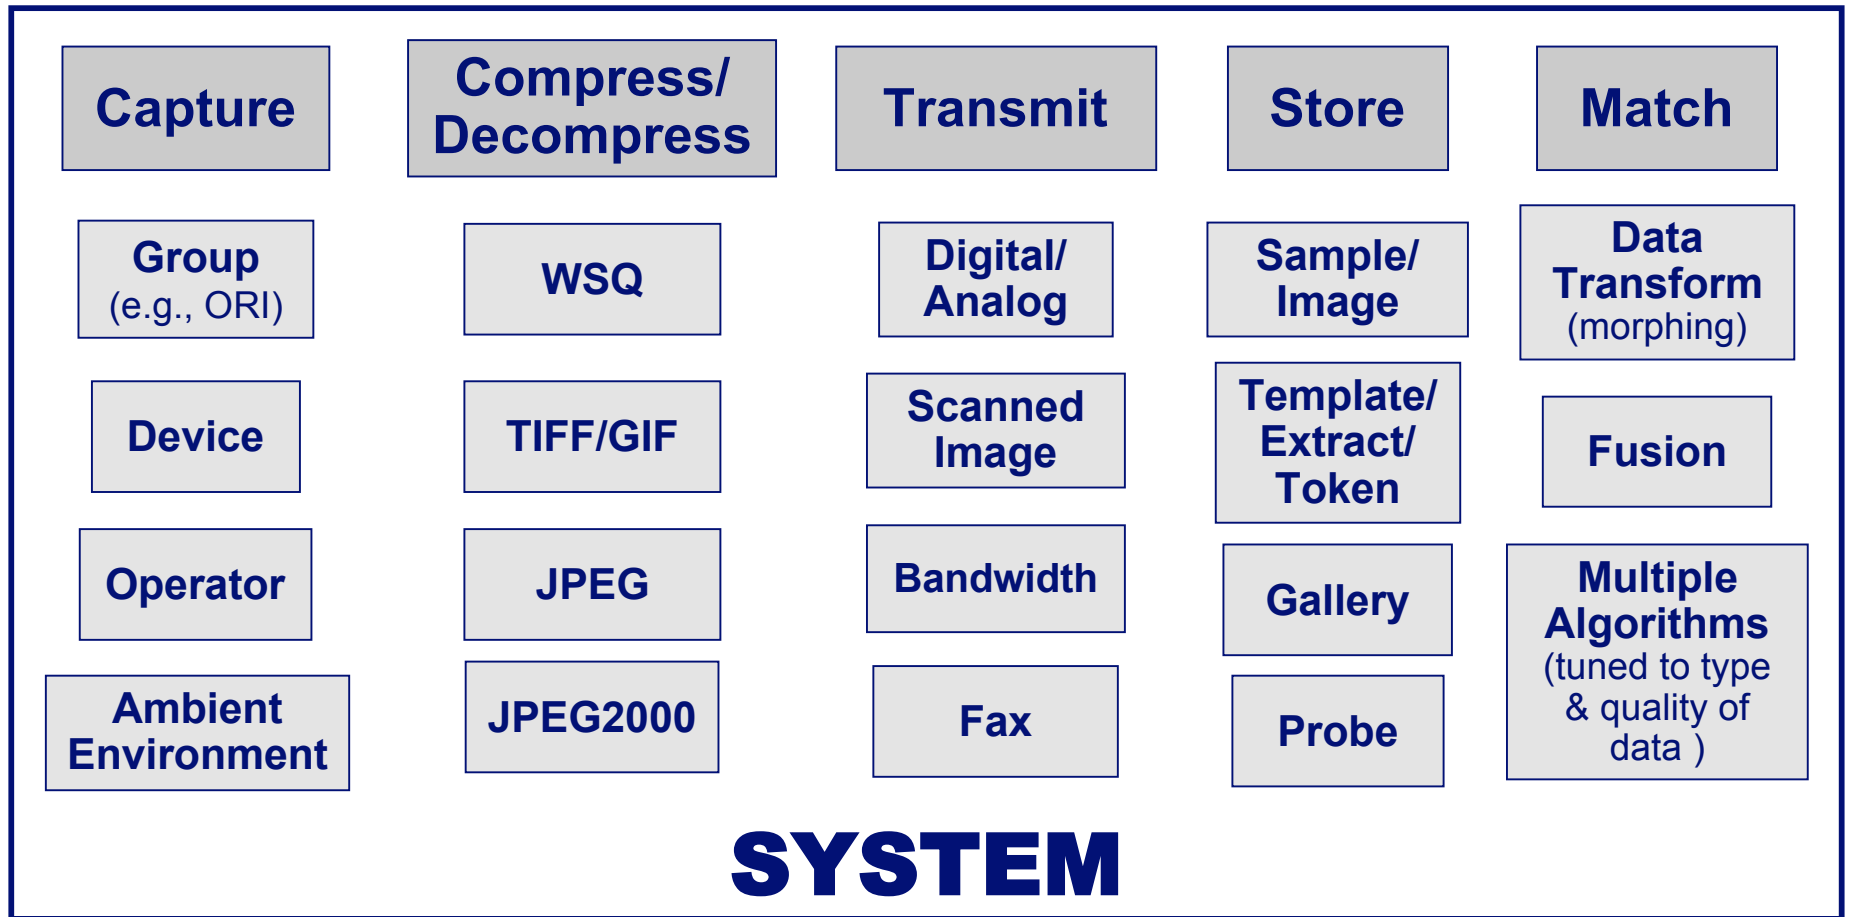 Capture
Compress/
Decompress
Transmit
Store
Match
Group
(e.g., ORI)
Device
Operator
Ambient
Environment
WSQ
TIFF/GIF
JPEG
JPEG2000
Digital/
Analog
Scanned
Image
Bandwidth
Fax
Sample/
Image
Template/
Extract/
Token
Gallery
Probe
Data
Transform
(morphing)
Fusion
Multiple
Algorithms
(tuned to type
& quality of
data )
SYSTEM